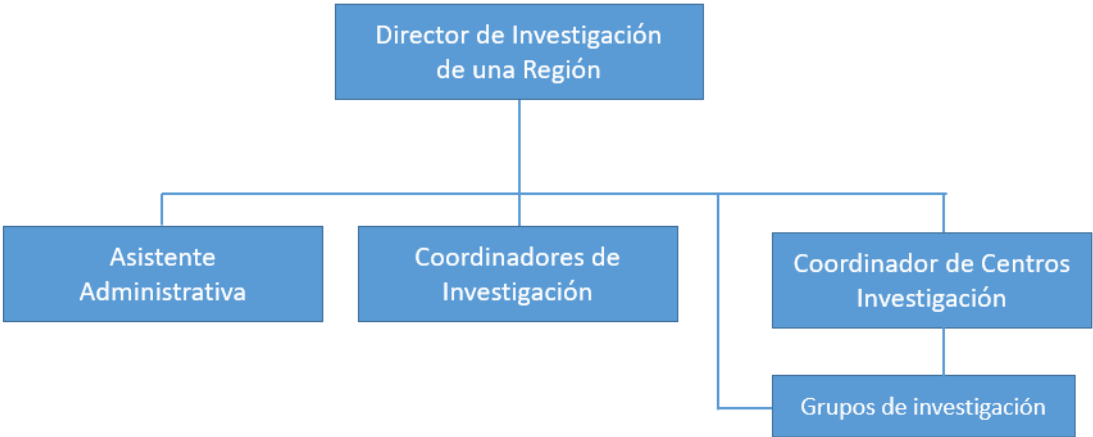 Director de Investigación
de una Región
Asistente
Administrativa
Coordinadores de
Investigación
Coordinador de Centros
Investigación
Grupos de investigación